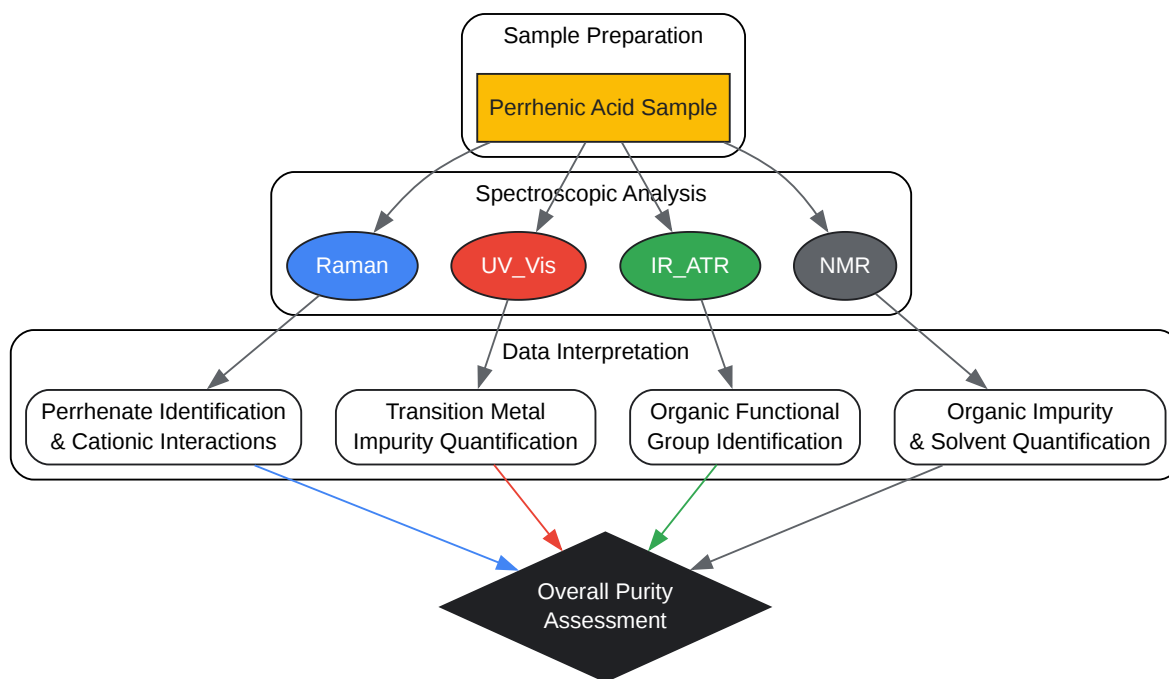 Sample Preparation
Perrhenic Acid Sample
Spectroscopic Analysis
Raman
UV_Vis
IR_ATR
NMR
Data Interpretation
Perrhenate Identification
& Cationic Interactions
Transition Metal
Impurity Quantification
Organic Functional
Group Identification
Organic Impurity
& Solvent Quantification
Overall Purity
Assessment